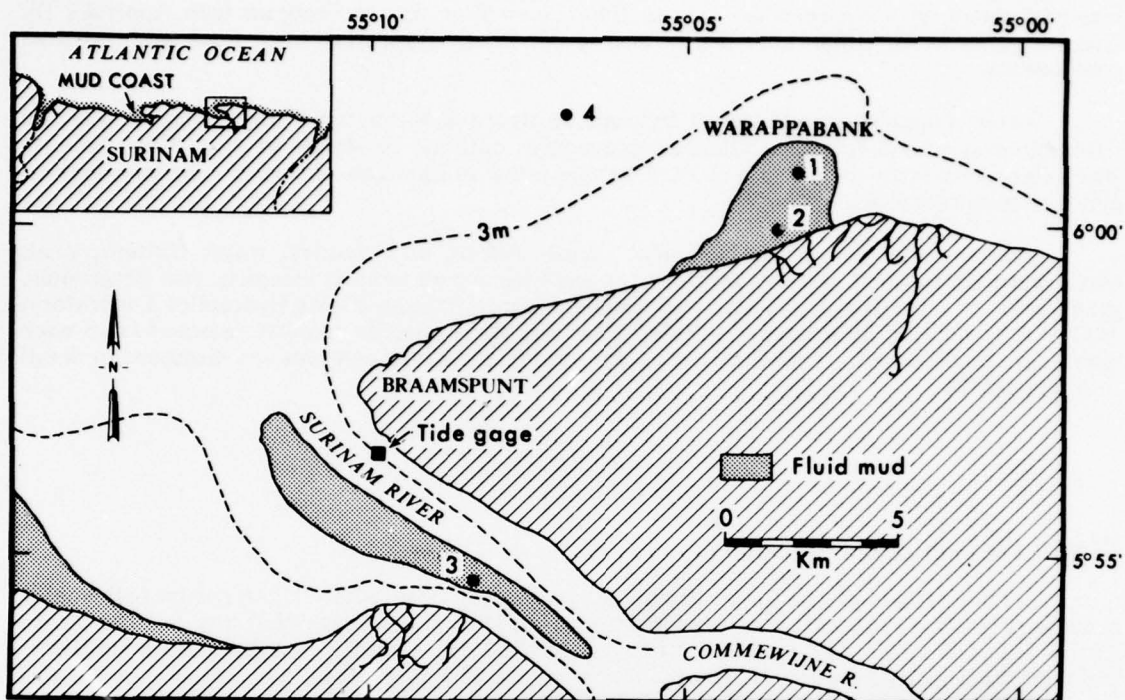 55°10'
55°05'
55°00'
ATLANTIC OCEAN
MUD COAST
SURINAM
4
WARAPPABANK
1
2
3m
6°00'
N
BRAAMSPUNT
Tide gage
SURINAM RIVER
Fluid mud
0 5
Km
3
5°55'
COMMEWIJNE R.